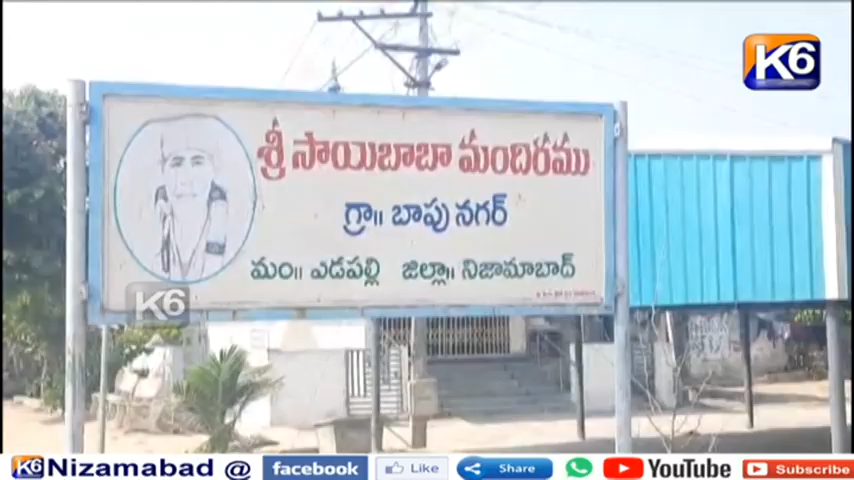 K6
శ్రీ సాయిబాబా మందిరము
గ్రా॥ బాపు నగర్
మం॥ ఎడపల్లి జిల్లా॥ నిజామాబాద్
K6
K6 Nizamabad @ facebook Like Share YouTube Subscribe